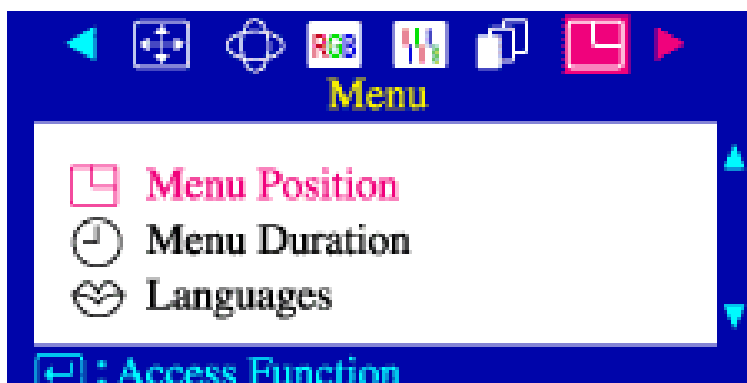 RGB
Menu
Menu Position
Menu Duration
Languages
: Access Function